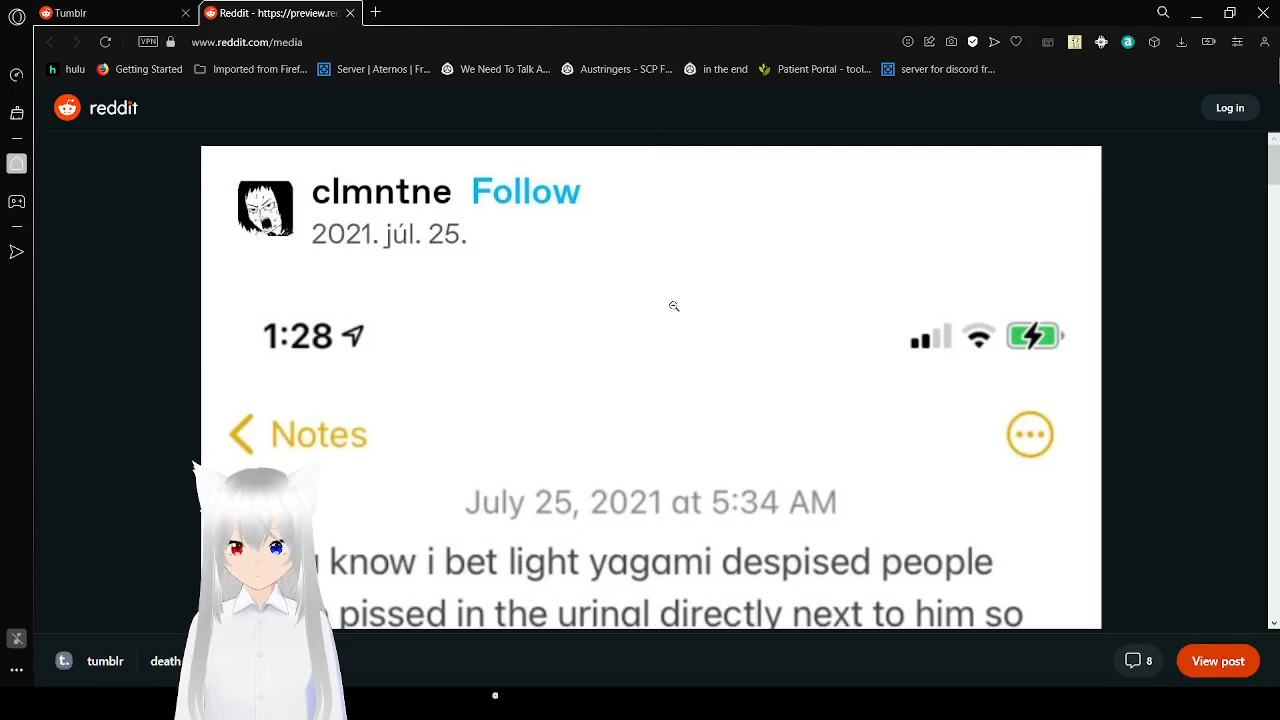 Tumblr
Reddit - https://preview.rec
VPN
www.reddit.com/media
hulu
Getting Started
Imported from Firef...
Server | Aternos | Fr...
We Need To Talk A...
Austringers - SCP F...
in the end
Patient Portal - tool...
server for discord fr...
reddit
Log in
clmntne Follow
2021. júl. 25.
1:28
Notes
July 25, 2021 at 5:34 AM
know i bet light yagami despised people
pissed in the urinal directly next to him so
t. tumblr death
8
View post